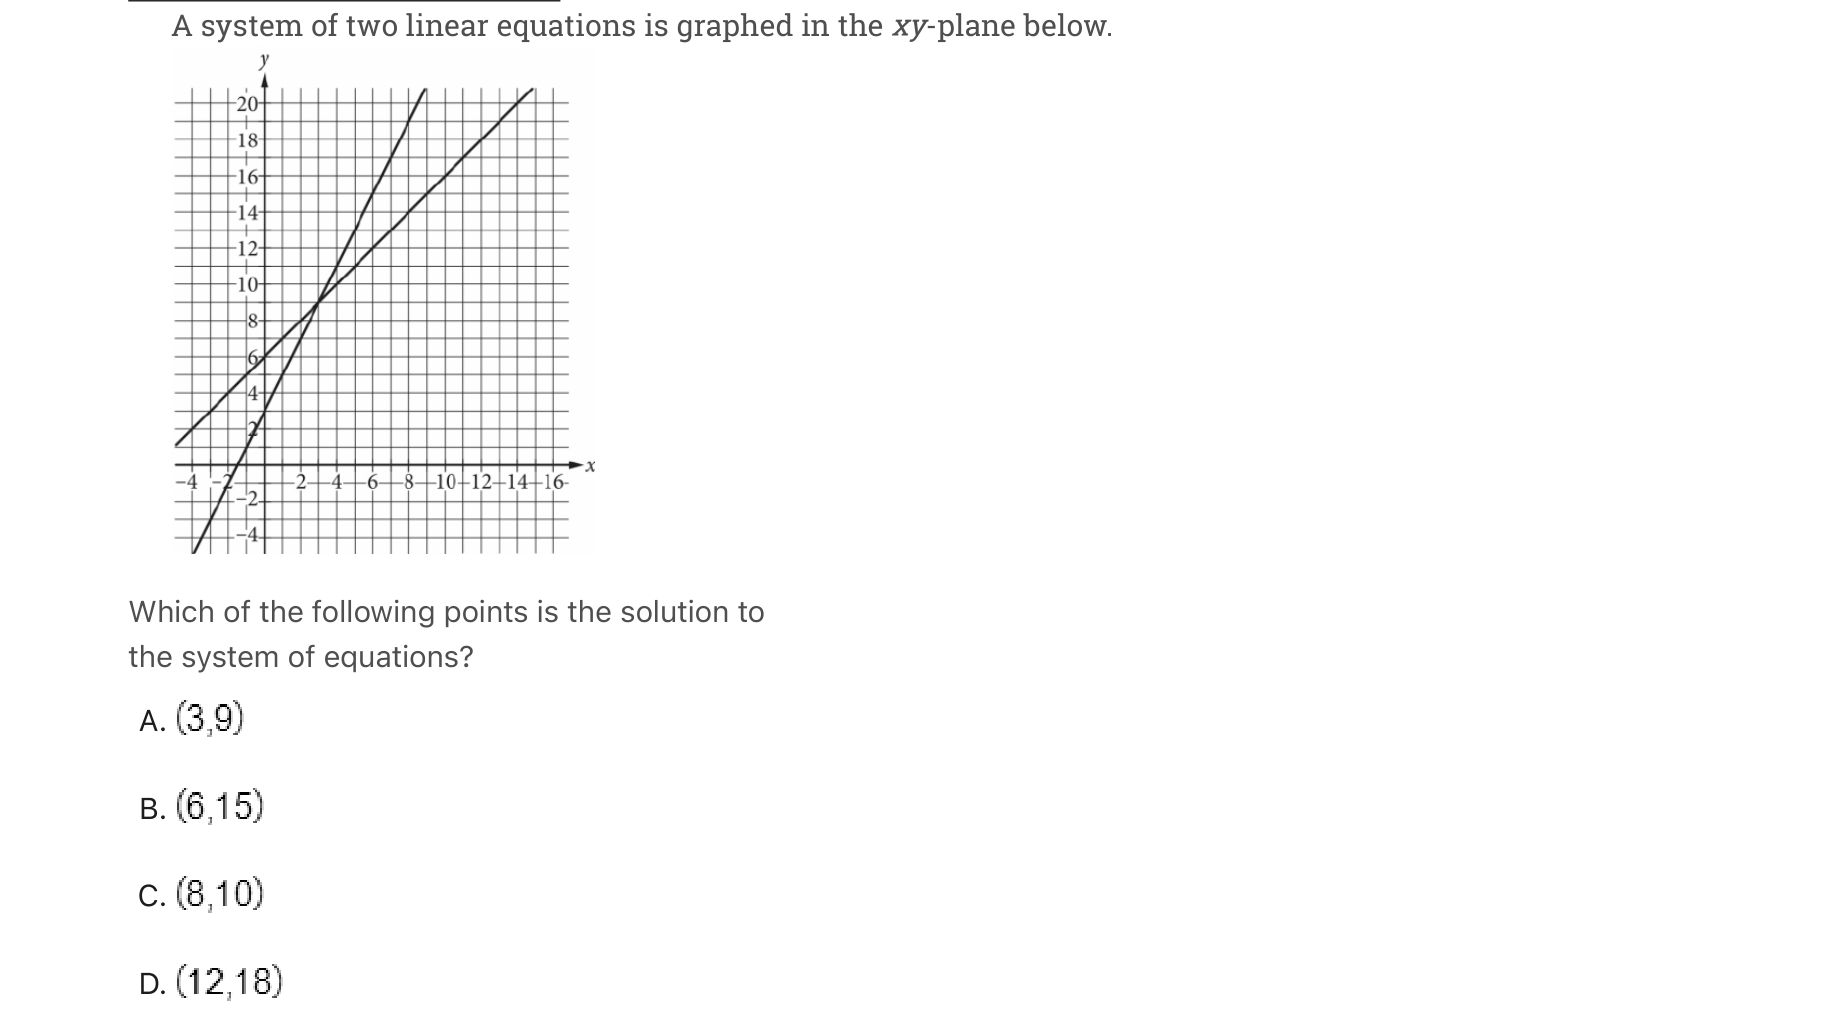 A system of two linear equations is graphed in the xy-plane below.
y
20
18
16
14
12
10
8
6
4
2
x
−4 −2 2 4 6 8 10 12 14 16
−2
−4
Which of the following points is the solution to
the system of equations?
A. (3,9)
B. (6,15)
C. (8,10)
D. (12,18)